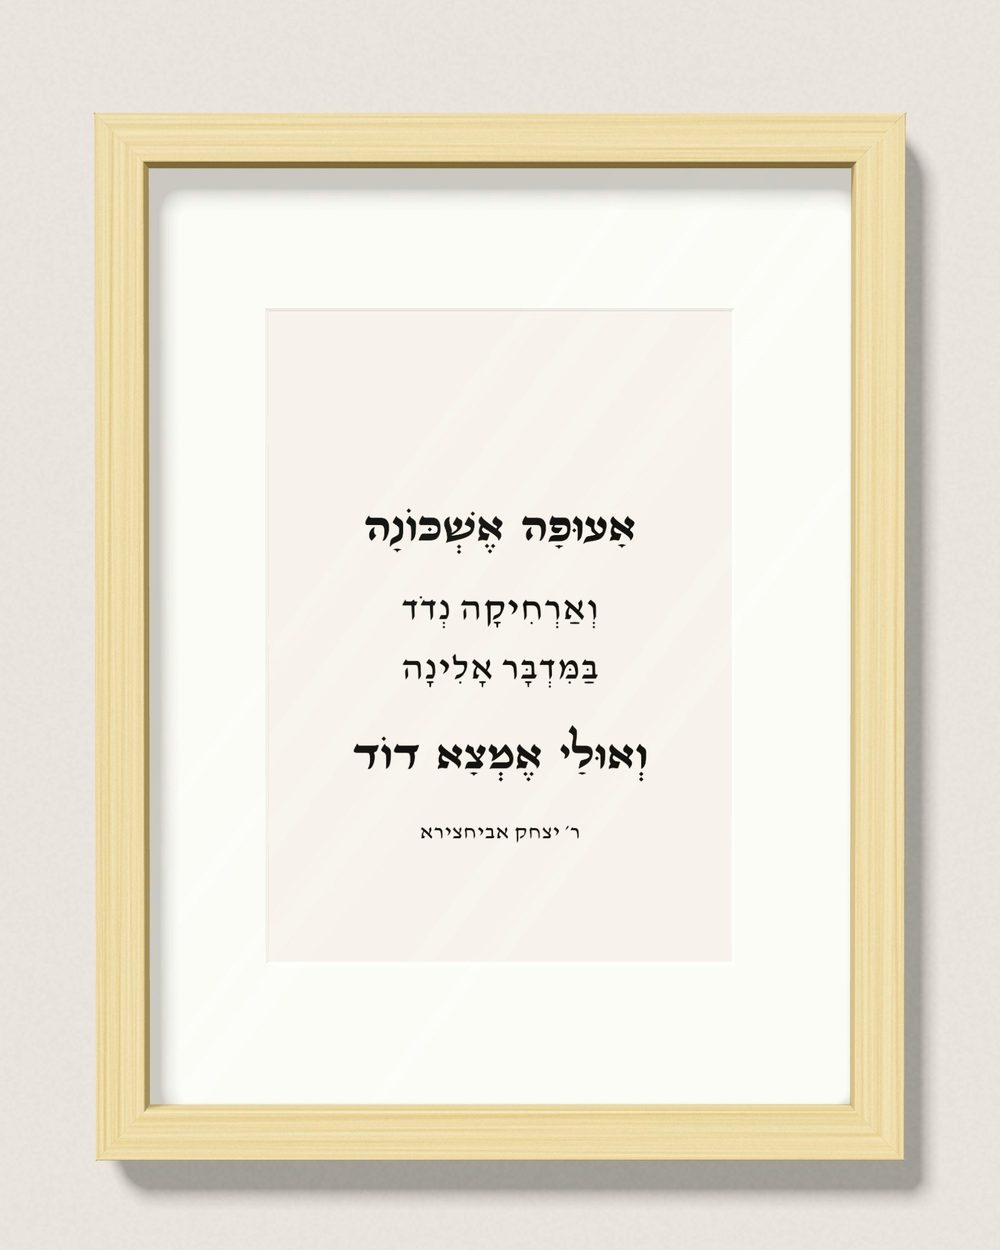 אָעוּפָּה אֶשְׁכּוֹנָה
וְאַרְחִיקָה נְדֹד
בַּמִּדְבָּר אָלִינָה
וְאוּלַי אֶמְצָא דוֹד
ר׳ יצחק אביחצירא